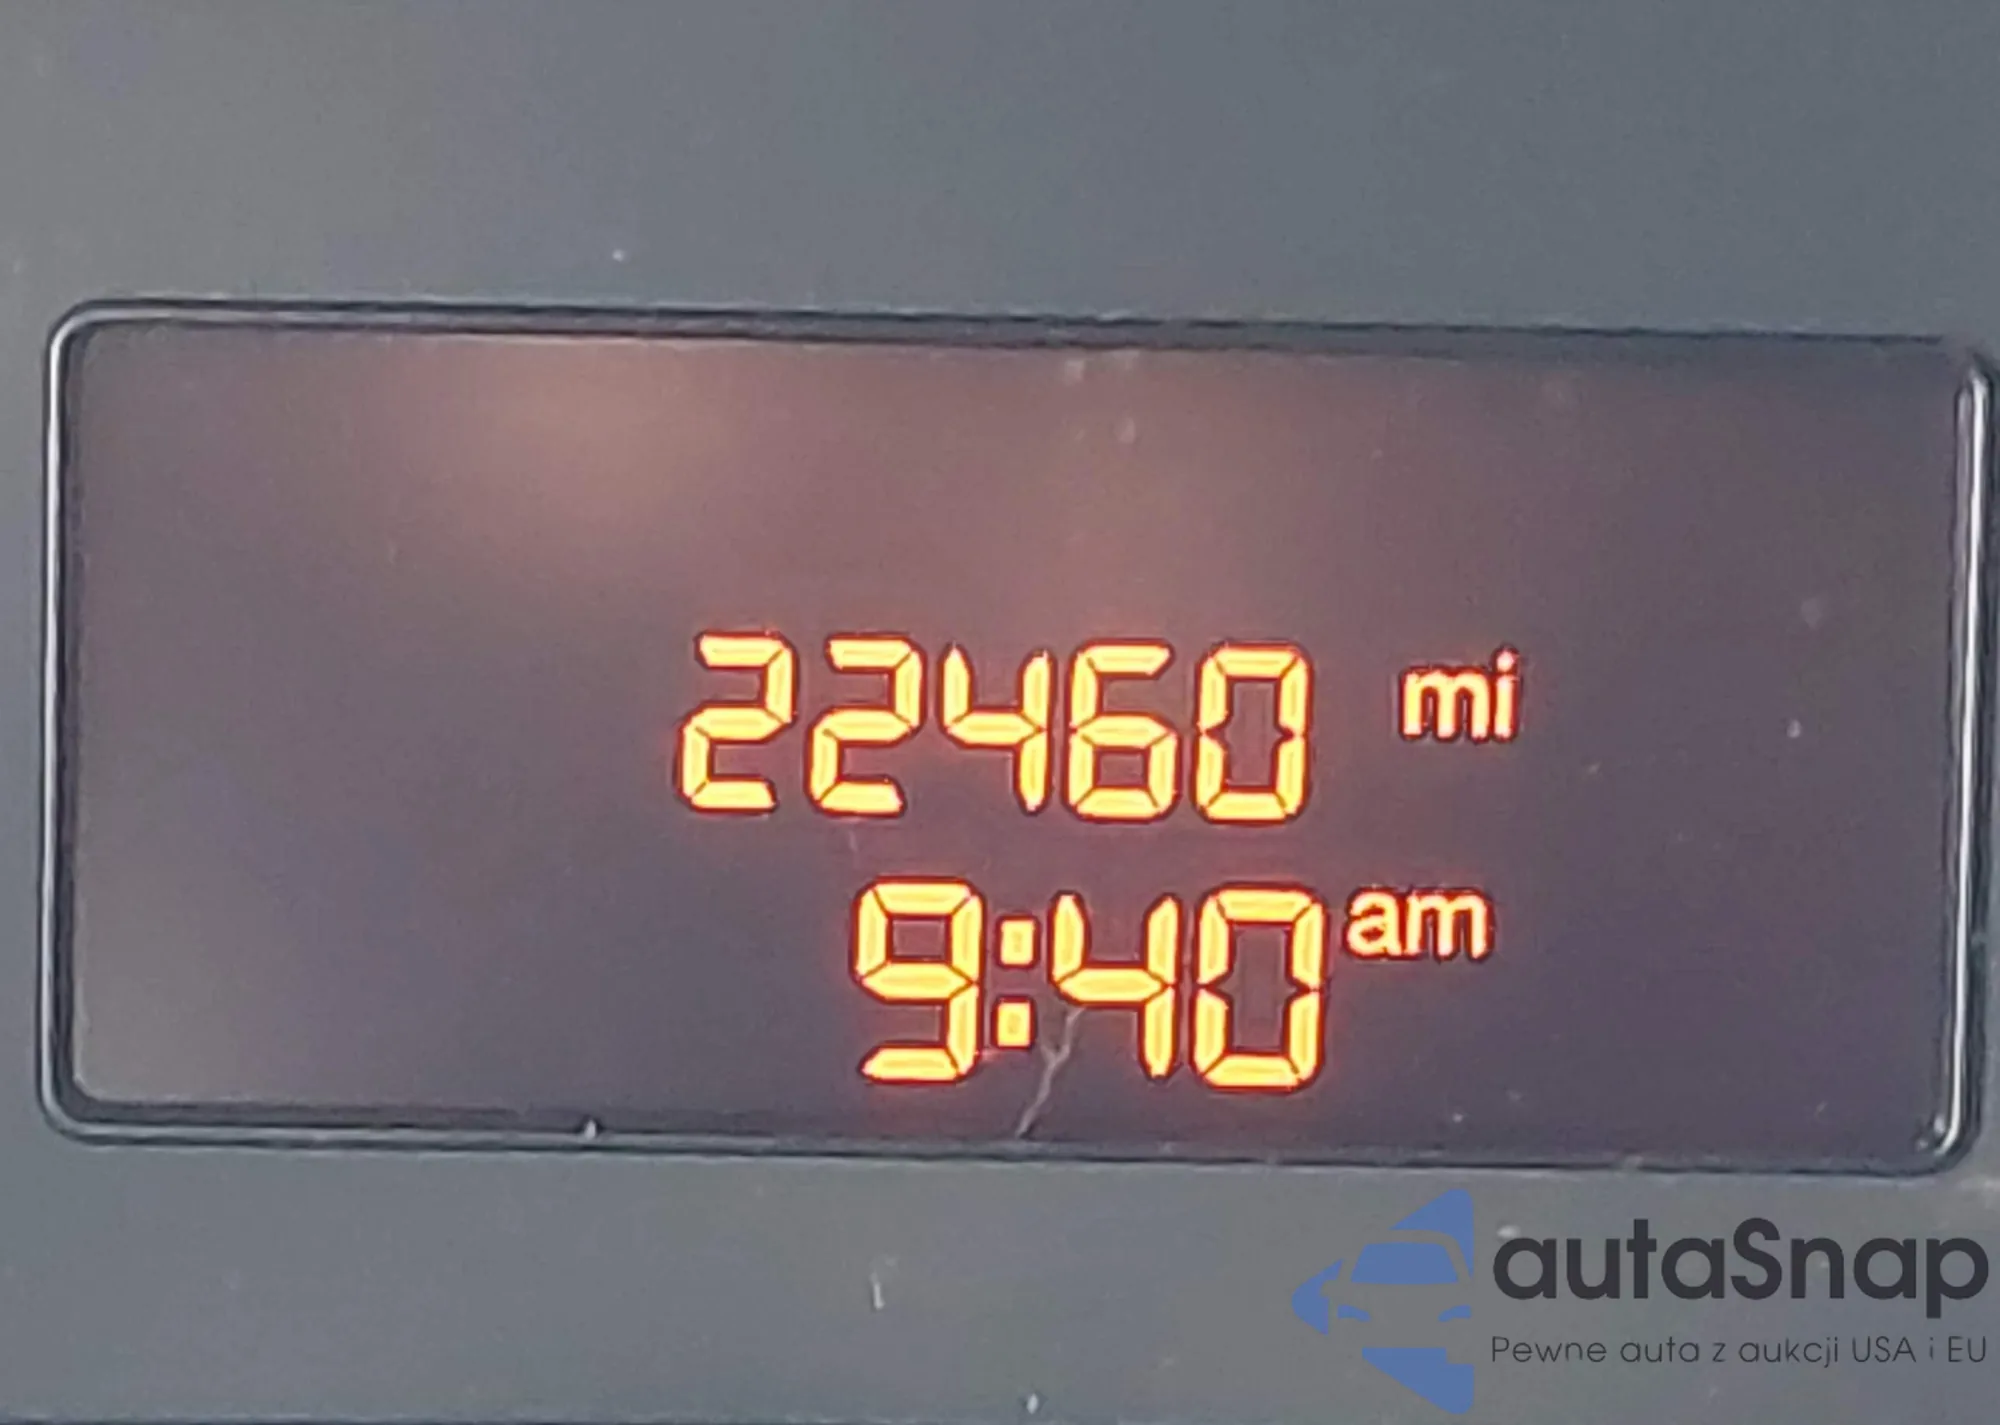 22460 mi
9:40 am
autaSnap
Pewne auta z aukcji USA i EU